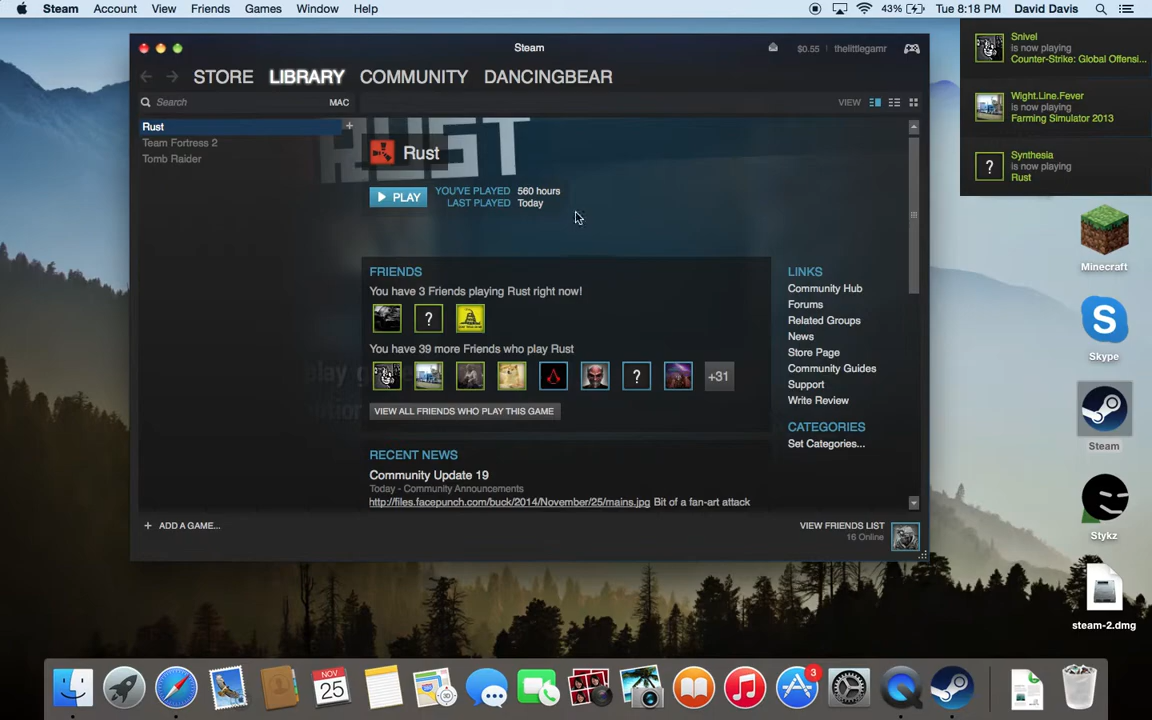 Steam Account View Friends Games Window Help 43% Tue 8:18 PM David Davis
Steam
$0.55 thelittlegamr
STORE LIBRARY COMMUNITY DANCINGBEAR
Search MAC
VIEW
Rust
Team Fortress 2
Tomb Raider
RUST
Rust
PLAY
YOU'VE PLAYED 560 hours
LAST PLAYED Today
FRIENDS
You have 3 Friends playing Rust right now!
?
You have 39 more Friends who play Rust
?
+31
VIEW ALL FRIENDS WHO PLAY THIS GAME
RECENT NEWS
Community Update 19
Today - Community Announcements
http://files.facepunch.com/buck/2014/November/25/mains.jpg Bit of a fan-art attack
LINKS
Community Hub
Forums
Related Groups
News
Store Page
Community Guides
Support
Write Review
CATEGORIES
Set Categories...
+ ADD A GAME...
VIEW FRIENDS LIST
16 Online
Snivel
is now playing
Counter-Strike: Global Offensi...
Wight.Line.Fever
is now playing
Farming Simulator 2013
?
Synthesia
is now playing
Rust
Minecraft
S
Skype
Steam
Stykz
steam-2.dmg
NOV
25
3D
3